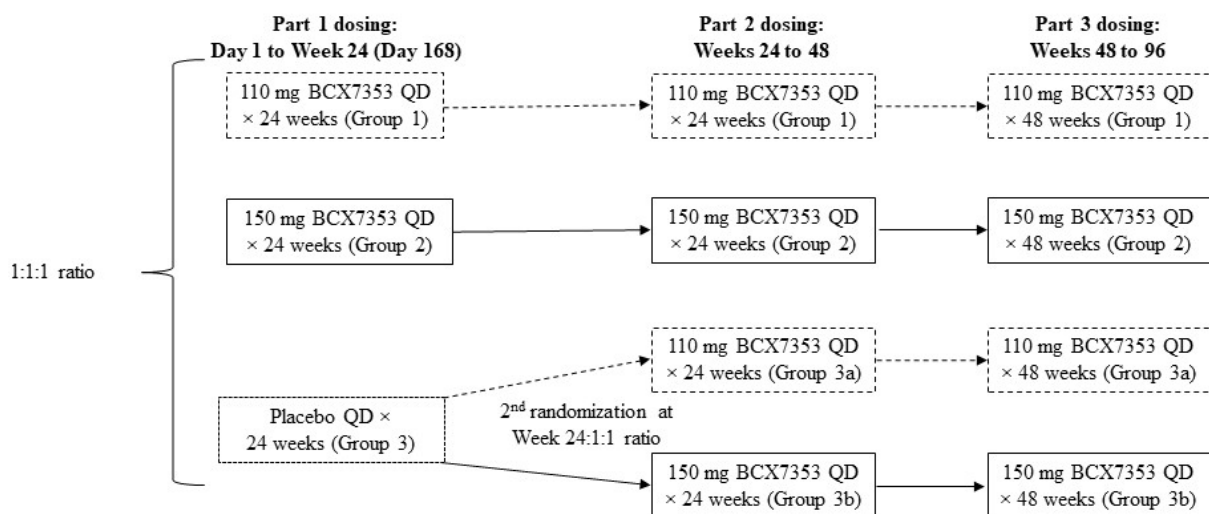 Part 1 dosing:
Day 1 to Week 24 (Day 168)
Part 2 dosing:
Weeks 24 to 48
Part 3 dosing:
Weeks 48 to 96
110 mg BCX7353 QD
× 24 weeks (Group 1)
110 mg BCX7353 QD
× 24 weeks (Group 1)
110 mg BCX7353 QD
× 48 weeks (Group 1)
150 mg BCX7353 QD
× 24 weeks (Group 2)
150 mg BCX7353 QD
× 24 weeks (Group 2)
150 mg BCX7353 QD
× 48 weeks (Group 2)
1:1:1 ratio
110 mg BCX7353 QD
× 24 weeks (Group 3a)
110 mg BCX7353 QD
× 48 weeks (Group 3a)
Placebo QD ×
24 weeks (Group 3)
2nd randomization at
Week 24:1:1 ratio
150 mg BCX7353 QD
× 24 weeks (Group 3b)
150 mg BCX7353 QD
× 48 weeks (Group 3b)